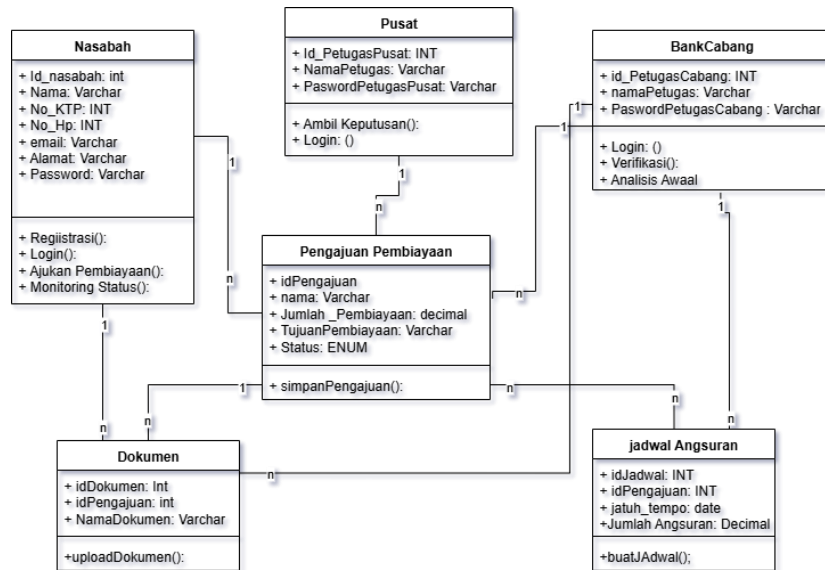 Nasabah
+ Id_nasabah: int
+ Nama: Varchar
+ No_KTP: INT
+ No_Hp: INT
+ email: Varchar
+ Alamat: Varchar
+ Password: Varchar
+ Regiistrasi():
+ Login():
+ Ajukan Pembiayaan():
+ Monitoring Status():
Pusat
+ Id_PetugasPusat: INT
+ NamaPetugas: Varchar
+ PaswordPetugasPusat: Varchar
+ Ambil Keputusan():
+ Login: ()
BankCabang
+ id_PetugasCabang: INT
+ namaPetugas: Varchar
+ PaswordPetugasCabang : Varchar
+ Login: ()
+ Verifikasi():
+ Analisis Awaal
1
n
1
n
1
n
1
n
1
n
1
n
1
n
n
n
Pengajuan Pembiayaan
+ idPengajuan
+ nama: Varchar
+ Jumlah _Pembiayaan: decimal
+ TujuanPembiayaan: Varchar
+ Status: ENUM
+ simpanPengajuan():
Dokumen
+ idDokumen: Int
+ idPengajuan: int
+ NamaDokumen: Varchar
+uploadDokumen():
jadwal Angsuran
+ idJadwal: INT
+ idPengajuan: INT
+ jatuh_tempo: date
+Jumlah Angsuran: Decimal
+buatJAdwal();